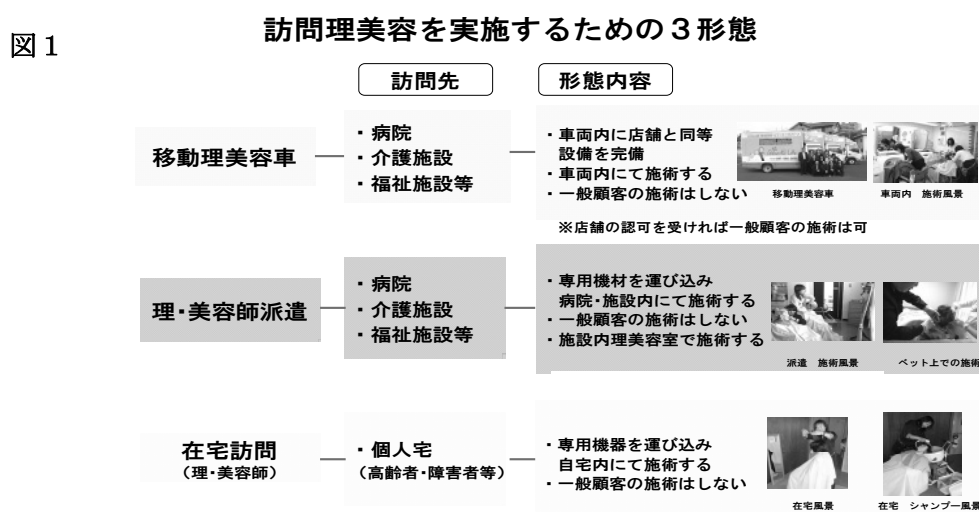 図１
訪問理美容を実施するための３形態
訪問先
形態内容
移動理美容車
・病院
・介護施設
・福祉施設等
・車両内に店舗と同等
設備を完備
・車両内にて施術する
・一般顧客の施術はしない
移動理美容車
車両内　施術風景
※店舗の認可を受ければ一般顧客の施術は可
理・美容師派遣
・病院
・介護施設
・福祉施設等
・専用機材を運び込み
病院・施設内にて施術する
・一般顧客の施術はしない
・施設内理美容室で施術する
派遣　施術風景
ベット上での施術
在宅訪問
（理・美容師）
・個人宅
（高齢者・障害者等）
・専用機器を運び込み
自宅内にて施術する
・一般顧客の施術はしない
在宅風景
在宅　シャンプー風景